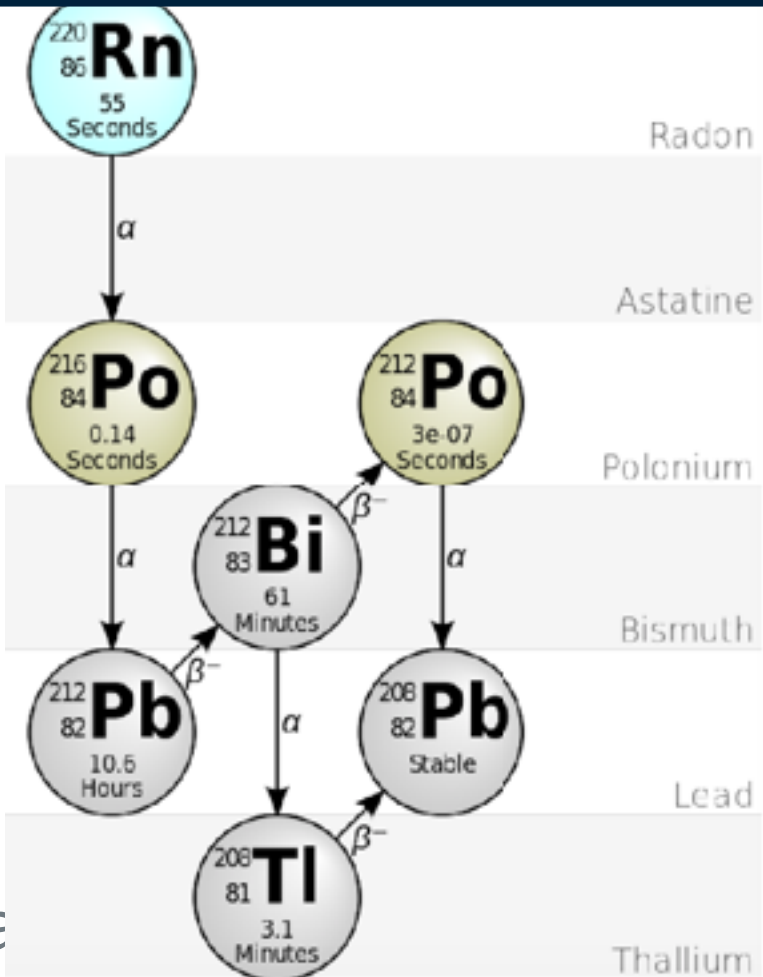 220
86 Rn
55
Seconds
Radon
α
Astatine
216
84 Po
0.14
Seconds
212
84 Po
3e-07
Seconds
Polonium
α
212
83 Bi
61
Minutes
β⁻
α
Bismuth
212
82 Pb
10.6
Hours
β⁻
α
208
82 Pb
Stable
Lead
208
81 Tl
3.1
Minutes
β⁻
Thallium